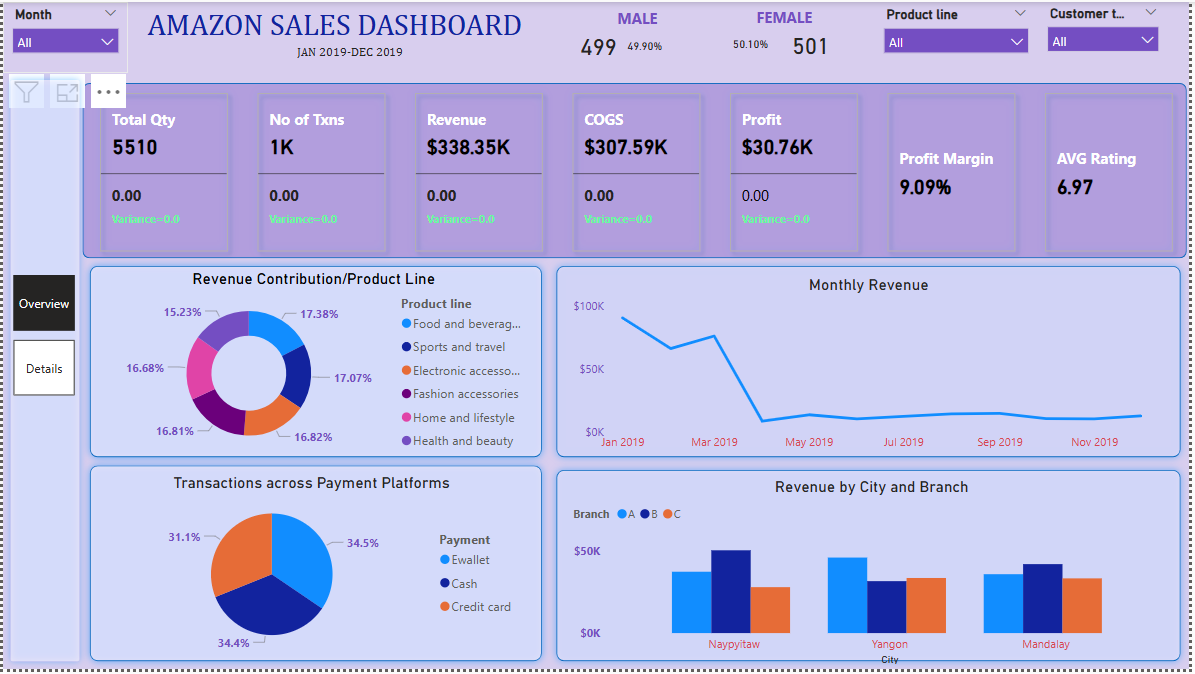 Month
All
AMAZON SALES DASHBOARD
JAN 2019-DEC 2019
MALE
499 49.90%
FEMALE
50.10% 501
Product line
All
Customer t...
All
Total Qty
5510
0.00
Variance=0.0
No of Txns
1K
0.00
Variance=0.0
Revenue
$338.35K
0.00
Variance=0.0
COGS
$307.59K
0.00
Variance=0.0
Profit
$30.76K
0.00
Variance=0.0
Profit Margin
9.09%
AVG Rating
6.97
Overview
Details
Revenue Contribution/Product Line
15.23%
17.38%
16.68%
17.07%
16.81%
16.82%
Product line
Food and beverag...
Sports and travel
Electronic accesso...
Fashion accessories
Home and lifestyle
Health and beauty
Monthly Revenue
$100K
$50K
$0K
Jan 2019 Mar 2019 May 2019 Jul 2019 Sep 2019 Nov 2019
Transactions across Payment Platforms
31.1%
34.5%
34.4%
Payment
Ewallet
Cash
Credit card
Revenue by City and Branch
Branch A B C
$50K
$0K
Naypyitaw Yangon Mandalay
City